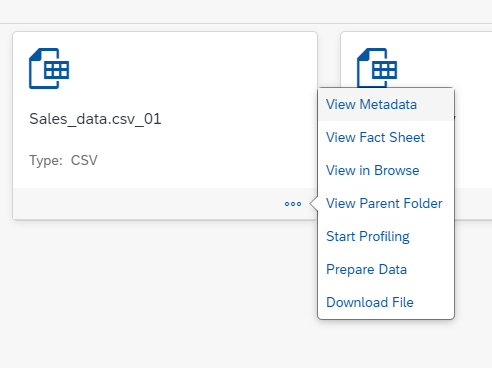 Sales_data.csv_01
Type: CSV
View Metadata
View Fact Sheet
View in Browse
View Parent Folder
Start Profiling
Prepare Data
Download File